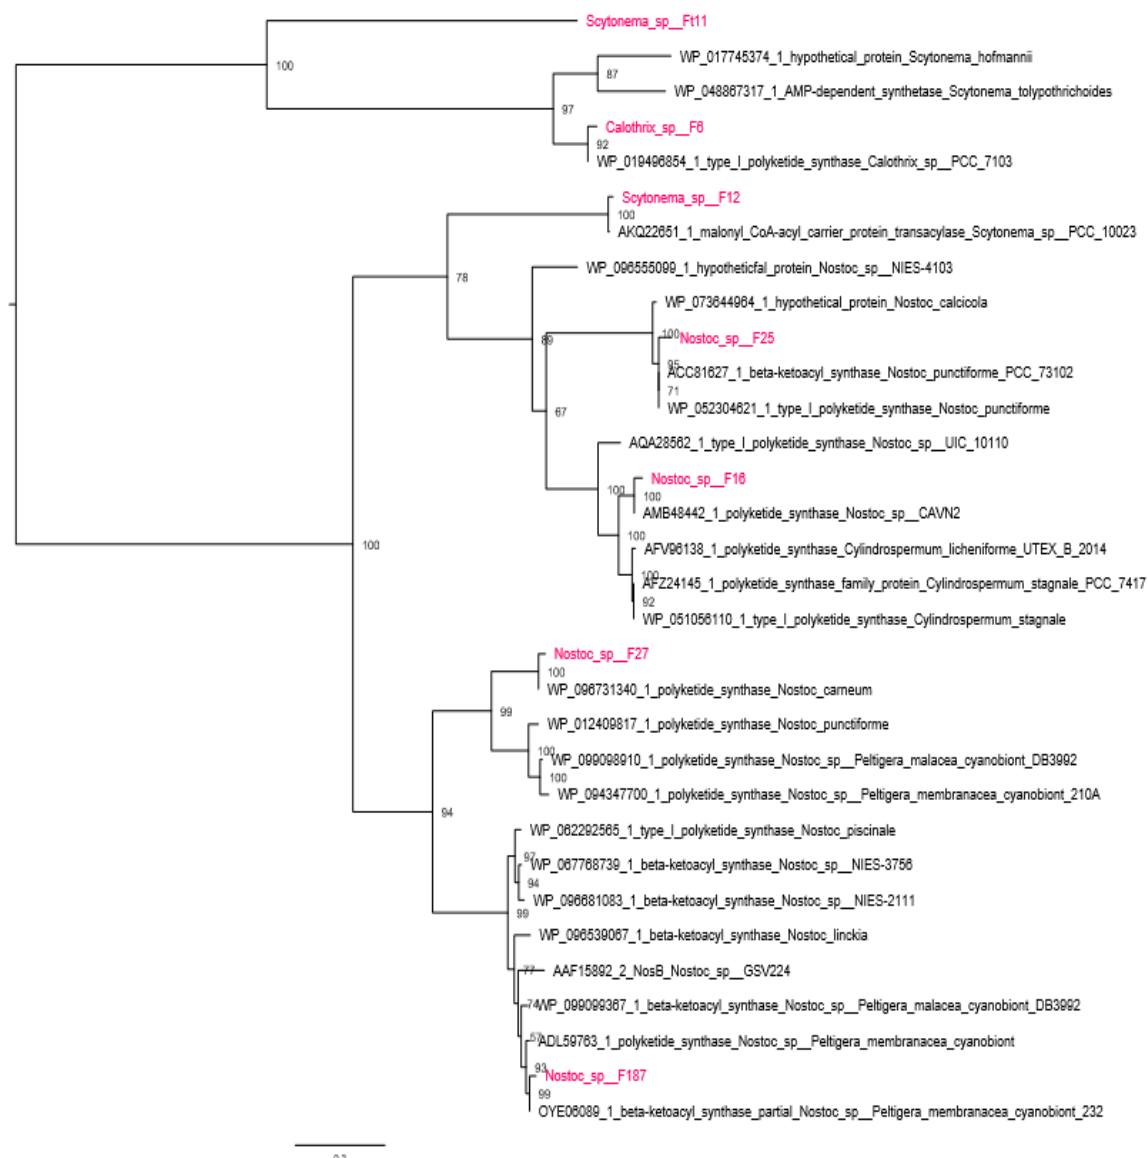 Scytonema_sp__Ft11
WP_017745374_1_hypothetical_protein_Scytonema_hofmannii
100
87
WP_048867317_1_AMP-dependent_synthetase_Scytonema_tolypothrichoides
97
Calothrix_sp__F6
92
WP_019496854_1_type_I_polyketide_synthase_Calothrix_sp__PCC_7103
Scytonema_sp__F12
100
AKQ22651_1_malonyl_CoA-acyl_carrier_protein_transacylase_Scytonema_sp__PCC_10023
WP_096555099_1_hypotheticfal_protein_Nostoc_sp__NIES-4103
78
WP_073644964_1_hypothetical_protein_Nostoc_calcicola
100
Nostoc_sp__F25
89
95
ACC81627_1_beta-ketoacyl_synthase_Nostoc_punctiforme_PCC_73102
71
WP_052304621_1_type_I_polyketide_synthase_Nostoc_punctiforme
67
AQA28562_1_type_I_polyketide_synthase_Nostoc_sp__UIC_10110
Nostoc_sp__F16
100
100
AMB48442_1_polyketide_synthase_Nostoc_sp__CAVN2
100
100
AFV96138_1_polyketide_synthase_Cylindrospermum_licheniforme_UTEX_B_2014
100
AFZ24145_1_polyketide_synthase_family_protein_Cylindrospermum_stagnale_PCC_7417
92
WP_051056110_1_type_I_polyketide_synthase_Cylindrospermum_stagnale
Nostoc_sp__F27
100
WP_096731340_1_polyketide_synthase_Nostoc_carneum
99
WP_012409817_1_polyketide_synthase_Nostoc_punctiforme
100
WP_099098910_1_polyketide_synthase_Nostoc_sp__Peltigera_malacea_cyanobiont_DB3992
100
WP_094347700_1_polyketide_synthase_Nostoc_sp__Peltigera_membranacea_cyanobiont_210A
94
WP_062292565_1_type_I_polyketide_synthase_Nostoc_piscinale
97
WP_067768739_1_beta-ketoacyl_synthase_Nostoc_sp__NIES-3756
94
WP_096681083_1_beta-ketoacyl_synthase_Nostoc_sp__NIES-2111
99
WP_096539067_1_beta-ketoacyl_synthase_Nostoc_linckia
77
AAF15892_2_NosB_Nostoc_sp__GSV224
74
WP_099099367_1_beta-ketoacyl_synthase_Nostoc_sp__Peltigera_malacea_cyanobiont_DB3992
57
ADL59763_1_polyketide_synthase_Nostoc_sp__Peltigera_membranacea_cyanobiont
93
Nostoc_sp__F187
99
OYE06089_1_beta-ketoacyl_synthase_partial_Nostoc_sp__Peltigera_membranacea_cyanobiont_232